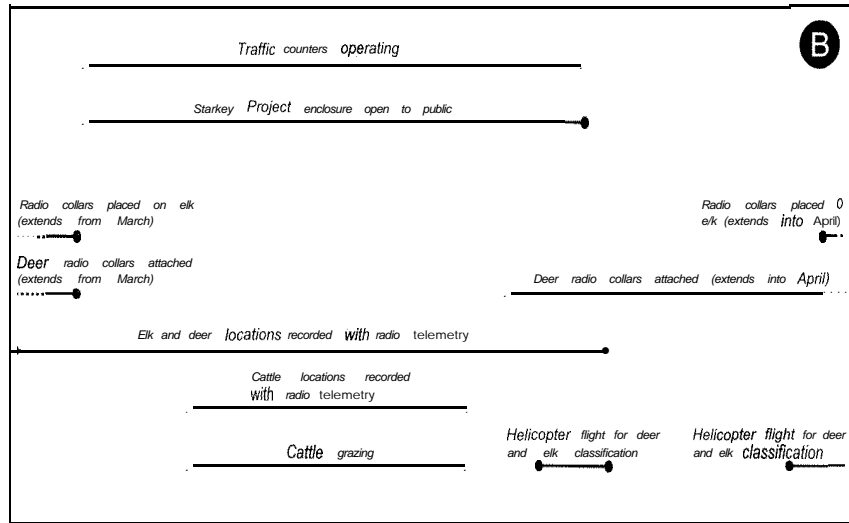 B
Traffic counters operating
Starkey Project enclosure open to public
Radio collars placed on elk
(extends from March)
Radio collars placed 0
e/k (extends into April)
Deer radio collars attached
(extends from March)
Deer radio collars attached (extends into April)
Elk and deer locations recorded with radio telemetry
Cattle locations recorded
with radio telemetry
Cattle grazing
Helicopter flight for deer
and elk classification
Helicopter flight for deer
and elk classification